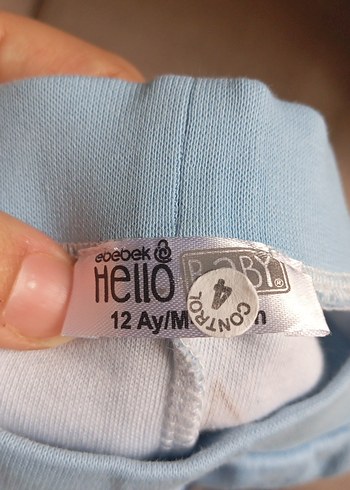 ebebek
Hello BABY®
12 Ay/M
4
CONTROL